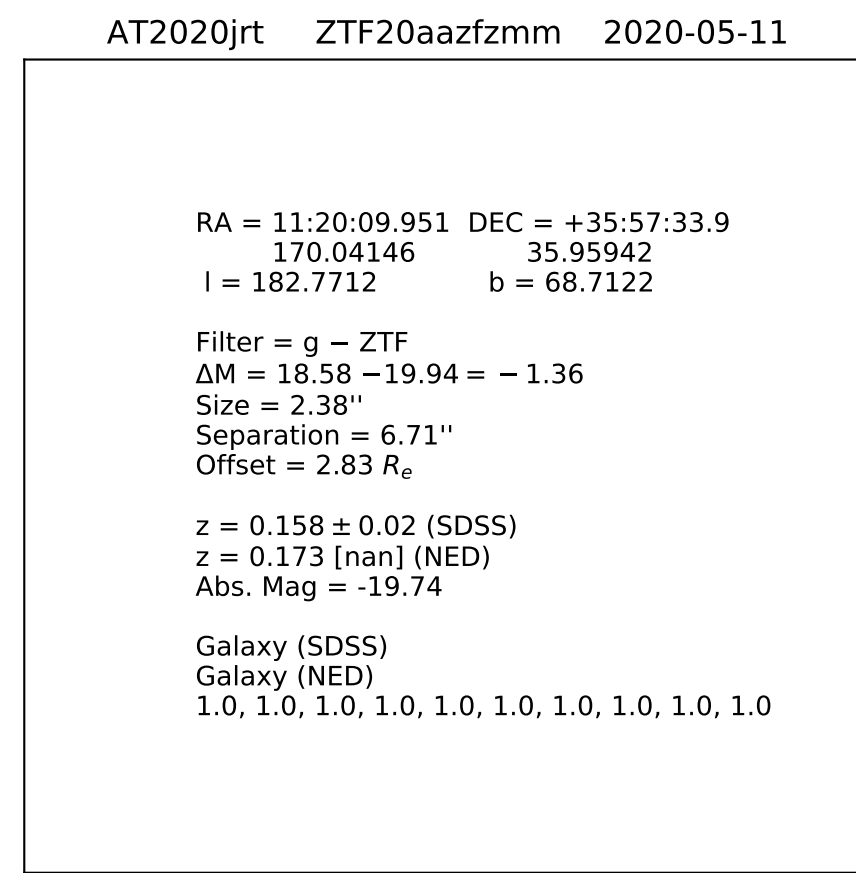 AT2020jrt ZTF20aazfzmm 2020-05-11
RA = 11:20:09.951 DEC = +35:57:33.9
170.04146 35.95942
l = 182.7712 b = 68.7122
Filter = g − ZTF
ΔM = 18.58 −19.94 = − 1.36
Size = 2.38''
Separation = 6.71''
Offset = 2.83 Re
z = 0.158 ± 0.02 (SDSS)
z = 0.173 [nan] (NED)
Abs. Mag = -19.74
Galaxy (SDSS)
Galaxy (NED)
1.0, 1.0, 1.0, 1.0, 1.0, 1.0, 1.0, 1.0, 1.0, 1.0